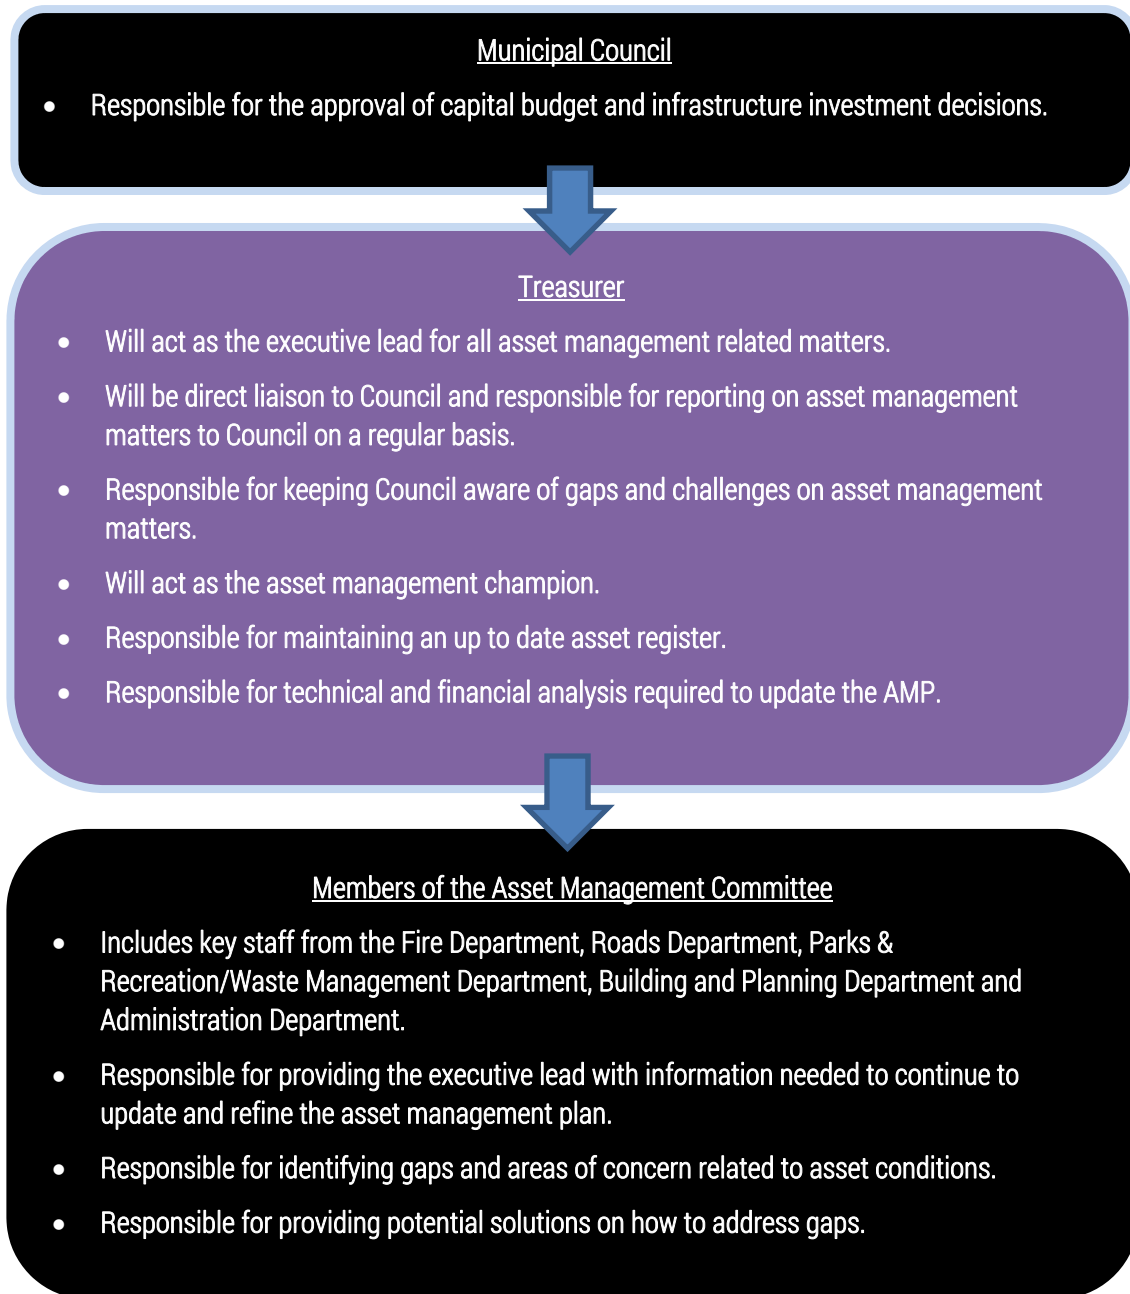 Municipal Council
• Responsible for the approval of capital budget and infrastructure investment decisions.
Treasurer
• Will act as the executive lead for all asset management related matters.
• Will be direct liaison to Council and responsible for reporting on asset management
matters to Council on a regular basis.
• Responsible for keeping Council aware of gaps and challenges on asset management
matters.
• Will act as the asset management champion.
• Responsible for maintaining an up to date asset register.
• Responsible for technical and financial analysis required to update the AMP.
Members of the Asset Management Committee
• Includes key staff from the Fire Department, Roads Department, Parks &
Recreation/Waste Management Department, Building and Planning Department and
Administration Department.
• Responsible for providing the executive lead with information needed to continue to
update and refine the asset management plan.
• Responsible for identifying gaps and areas of concern related to asset conditions.
• Responsible for providing potential solutions on how to address gaps.